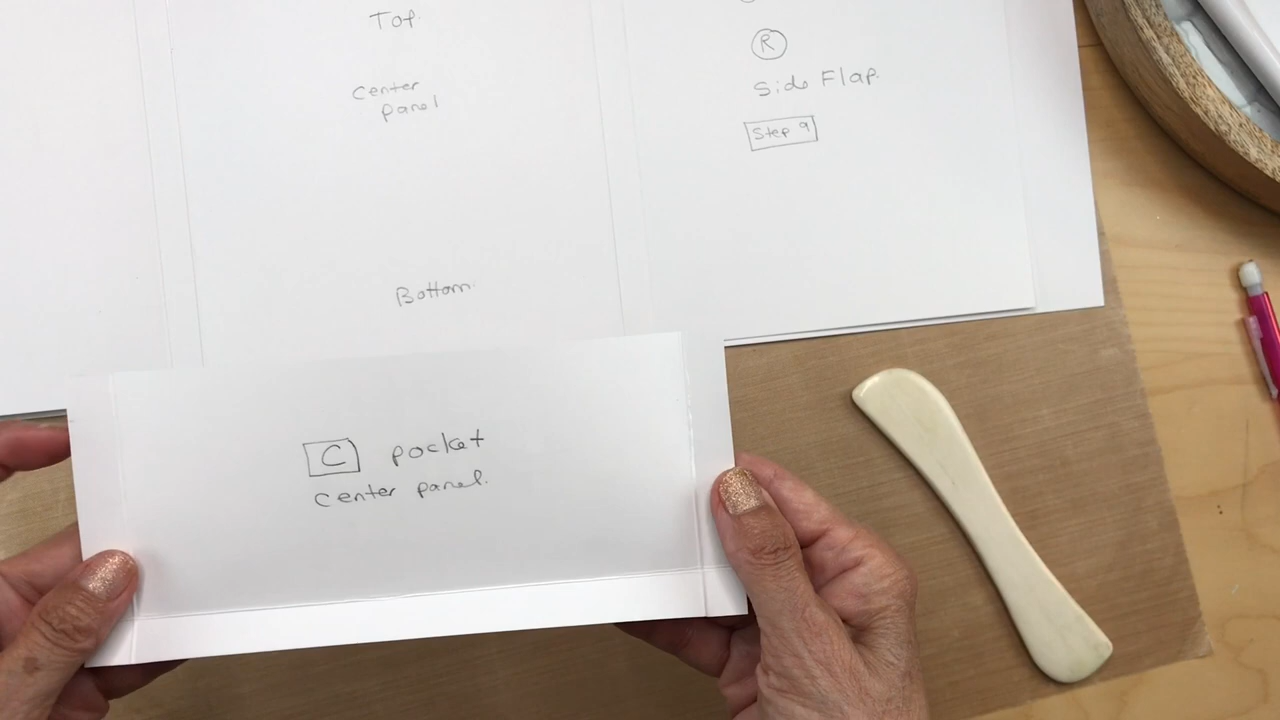 Top
Center
panel
R
Side Flap.
Step 9
Bottom.
C pocket
center panel.